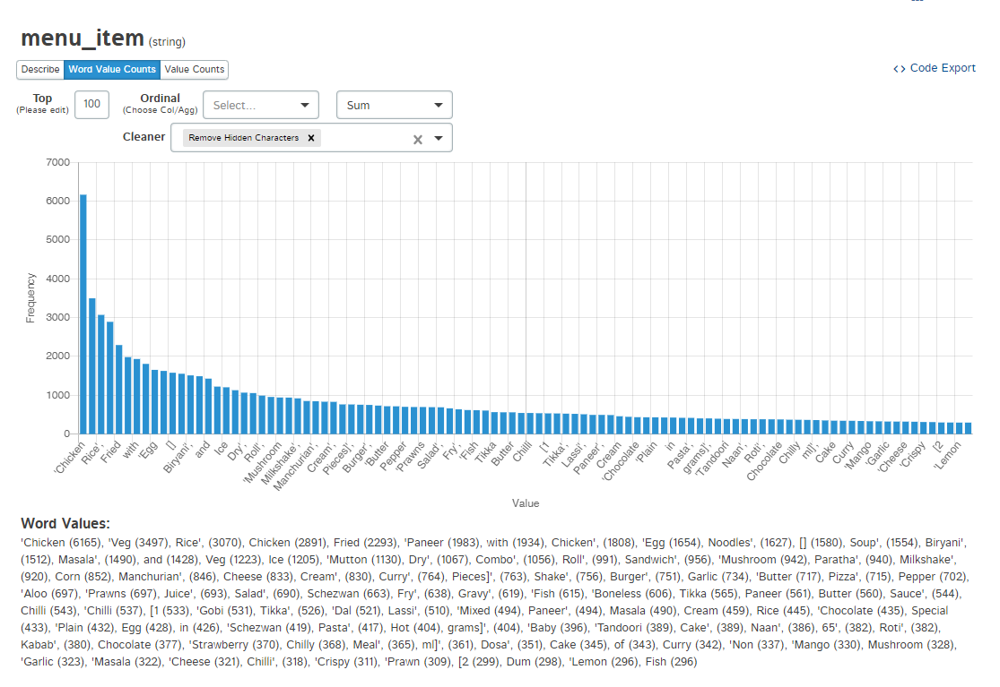 menu_item (string)
Describe Word Value Counts Value Counts
<> Code Export
Top
(Please edit)
100
Ordinal
(Choose Col/Agg)
Select...
Sum
Cleaner
Remove Hidden Characters x
7000
6000
5000
4000
3000
2000
1000
0
Frequency
'Chicken
Rice',
Fried
with
'Egg
[]
Biryani',
and
Ice
Dry',
Roll',
'Mushroom
Milkshake',
Manchurian',
Cream',
Pieces]',
Burger',
'Butter
Pepper
'Prawns
Salad',
Fry',
'Fish
Tikka
Butter
Chilli
[1
Tikka',
Lassi',
Paneer',
Cream
'Chocolate
'Plain
in
Pasta',
grams]',
'Tandoori
Naan',
Roti',
Chocolate
Chilly
ml]',
Cake
Curry
'Mango
'Garlic
'Cheese
'Crispy
[2
'Lemon
Value
Word Values:
'Chicken (6165), 'Veg (3497), Rice', (3070), Chicken (2891), Fried (2293), 'Paneer (1983), with (1934), Chicken', (1808), 'Egg (1654), Noodles', (1627), [] (1580), Soup', (1554), Biryani',
(1512), Masala', (1490), and (1428), Veg (1223), Ice (1205), 'Mutton (1130), Dry', (1067), Combo', (1056), Roll', (991), Sandwich', (956), 'Mushroom (942), Paratha', (940), Milkshake',
(920), Corn (852), Manchurian', (846), Cheese (833), Cream', (830), Curry', (764), Pieces]', (763), Shake', (756), Burger', (751), Garlic (734), 'Butter (717), Pizza', (715), Pepper (702),
'Aloo (697), 'Prawns (697), Juice', (693), Salad', (690), Schezwan (663), Fry', (638), Gravy', (619), 'Fish (615), 'Boneless (606), Tikka (565), Paneer (561), Butter (560), Sauce', (544),
Chilli (543), 'Chilli (537), [1 (533), 'Gobi (531), Tikka', (526), 'Dal (521), Lassi', (510), 'Mixed (494), Paneer', (494), Masala (490), Cream (459), Rice (445), 'Chocolate (435), Special
(433), 'Plain (432), Egg (428), in (426), 'Schezwan (419), Pasta', (417), Hot (404), grams]', (404), 'Baby (396), 'Tandoori (389), Cake', (389), Naan', (386), 65', (382), Roti', (382),
Kabab', (380), Chocolate (377), 'Strawberry (370), Chilly (368), Meal', (365), ml]', (361), Dosa', (351), Cake (345), of (343), Curry (342), 'Non (337), 'Mango (330), Mushroom (328),
'Garlic (323), 'Masala (322), 'Cheese (321), Chilli', (318), 'Crispy (311), 'Prawn (309), [2 (299), Dum (298), 'Lemon (296), Fish (296)